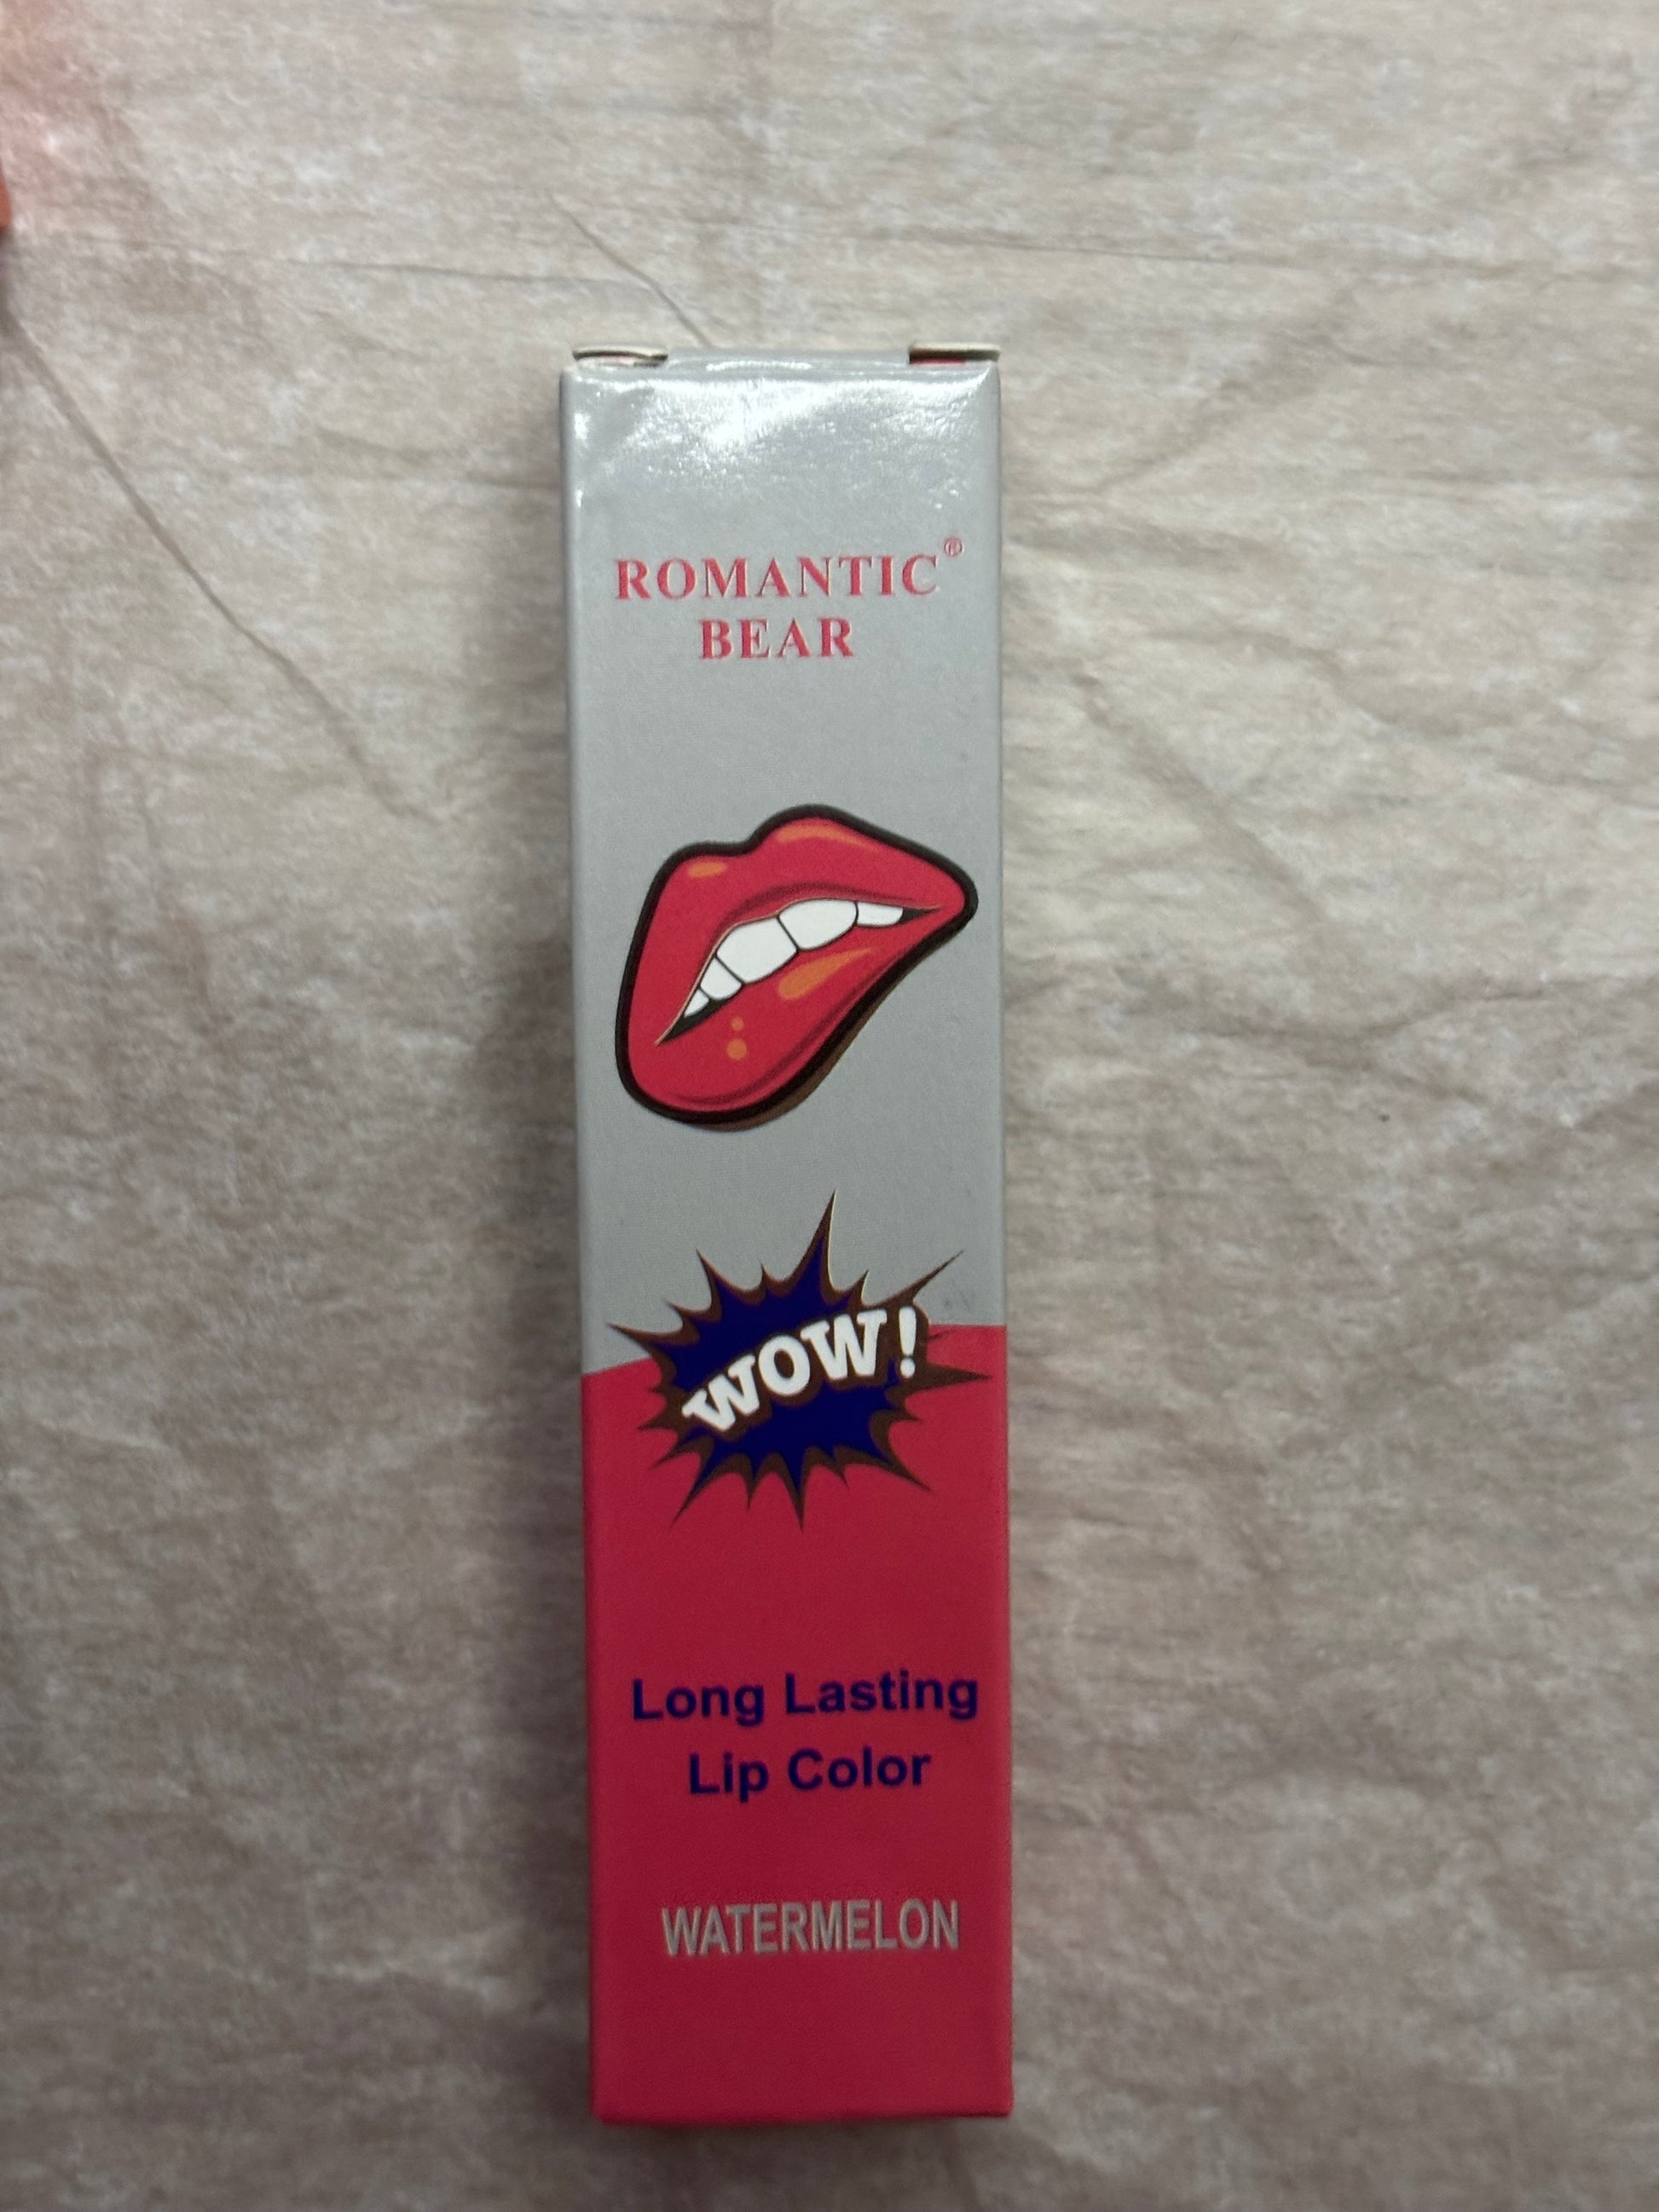 ROMANTIC®
BEAR
WOW!
Long Lasting
Lip Color
WATERMELON